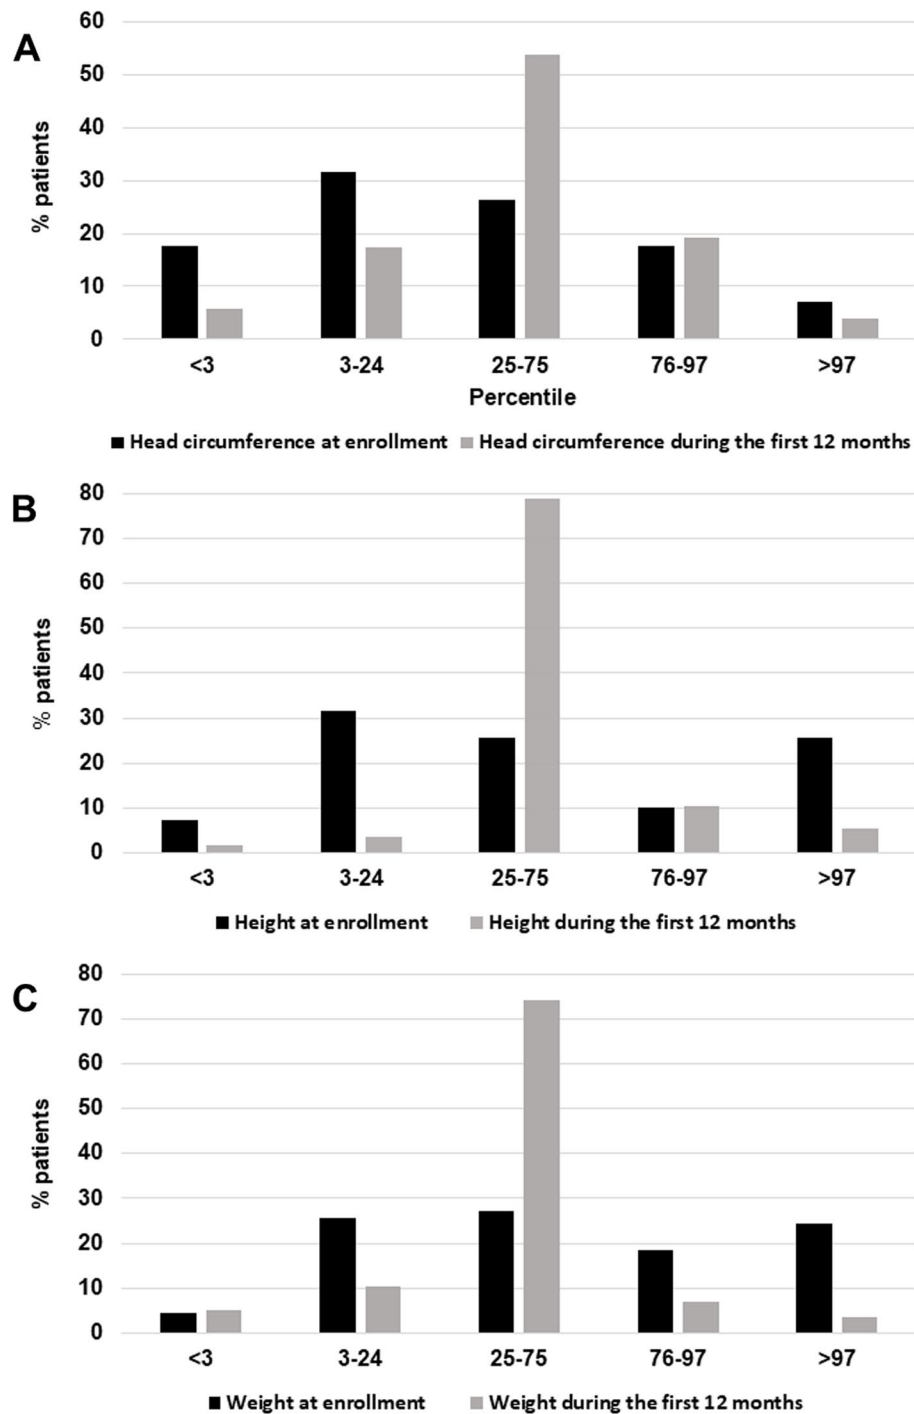 A
% patients
60
50
40
30
20
10
0
<3 3-24 25-75 76-97 >97
Percentile
Head circumference at enrollment Head circumference during the first 12 months
B
% patients
80
70
60
50
40
30
20
10
0
<3 3-24 25-75 76-97 >97
Height at enrollment Height during the first 12 months
C
% patients
80
70
60
50
40
30
20
10
0
<3 3-24 25-75 76-97 >97
Weight at enrollment Weight during the first 12 months